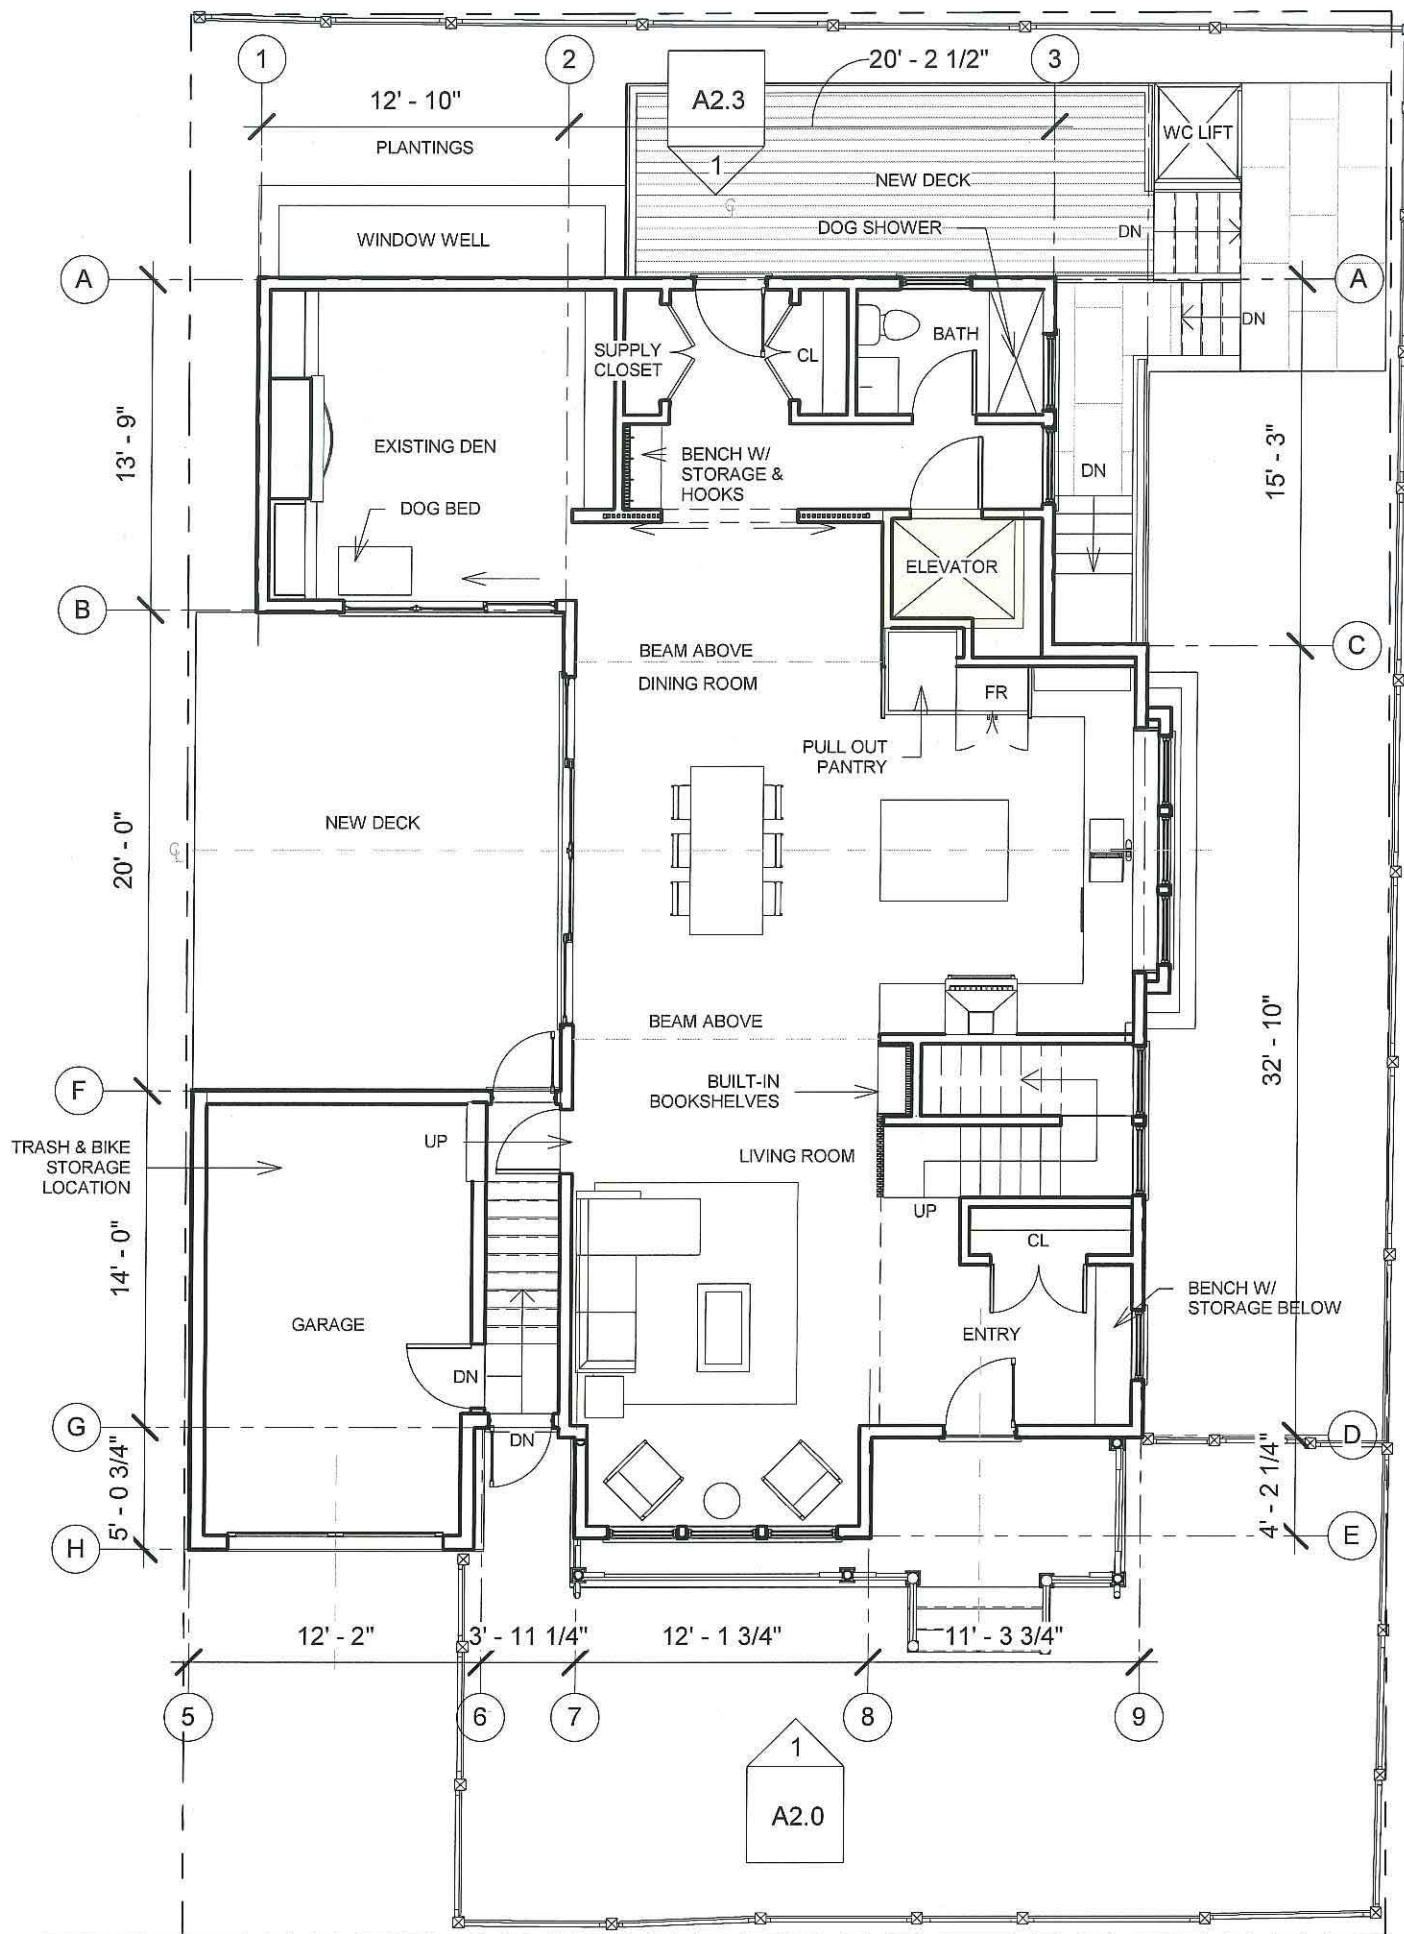 1
2
3
20' - 2 1/2"
12' - 10"
A2.3
1
PLANTINGS
WC LIFT
NEW DECK
DOG SHOWER
DN
WINDOW WELL
A
A
DN
BATH
SUPPLY
CLOSET
CL
EXISTING DEN
BENCH W/
STORAGE &
HOOKS
DN
13' - 9"
15' - 3"
DOG BED
ELEVATOR
B
BEAM ABOVE
C
DINING ROOM
FR
PULL OUT
PANTRY
NEW DECK
20' - 0"
BEAM ABOVE
32' - 10"
F
BUILT-IN
BOOKSHELVES
UP
TRASH & BIKE
STORAGE
LOCATION
LIVING ROOM
UP
CL
14' - 0"
BENCH W/
STORAGE BELOW
GARAGE
ENTRY
DN
G
DN
D
5' - 0 3/4"
4' - 2 1/4"
H
E
12' - 2"
3' - 11 1/4"
12' - 1 3/4"
11' - 3 3/4"
5
6
7
8
9
1
A2.0